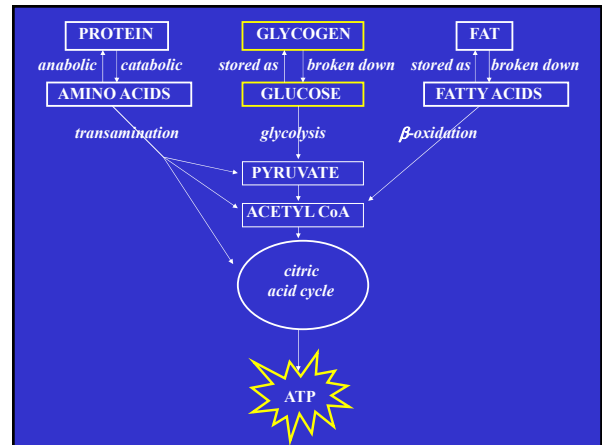 PROTEIN GLYCOGEN FAT
anabolic catabolic stored as broken down stored as broken down
AMINO ACIDS GLUCOSE FATTY ACIDS
transamination glycolysis β-oxidation
PYRUVATE
ACETYL CoA
citric
acid cycle
ATP